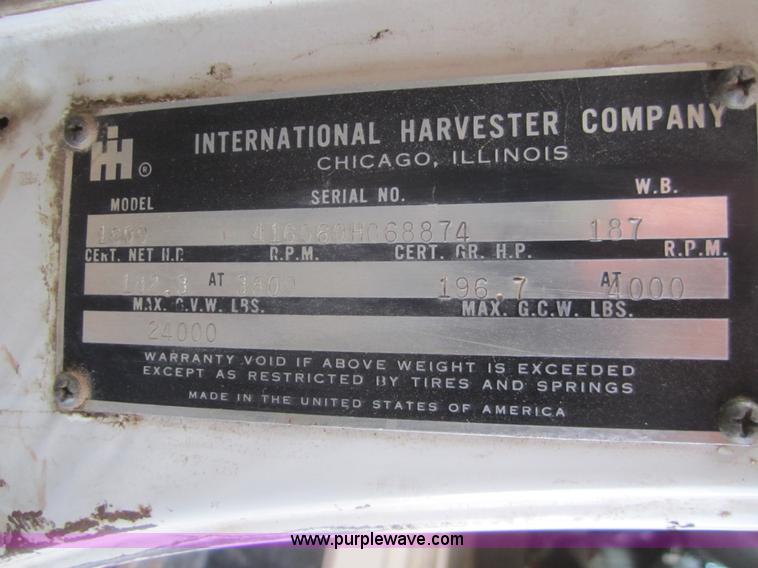 IH ®
INTERNATIONAL HARVESTER COMPANY
CHICAGO, ILLINOIS
MODEL SERIAL NO. W.B.
1600 68874 187
CERT. NET H.P. R.P.M. CERT. GR. H.P. R.P.M.
AT 196.7 AT 4000
MAX. G.V.W. LBS. MAX. G.C.W. LBS.
24000
WARRANTY VOID IF ABOVE WEIGHT IS EXCEEDED
EXCEPT AS RESTRICTED BY TIRES AND SPRINGS
MADE IN THE UNITED STATES OF AMERICA
www.purplewave.com